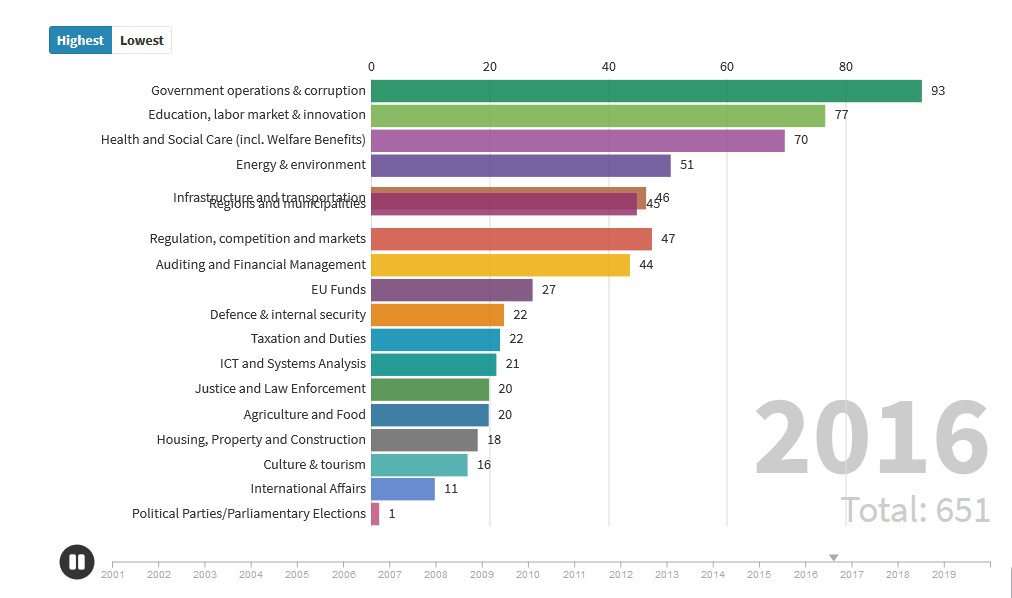 Highest Lowest
0 20 40 60 80
Government operations & corruption 93
Education, labor market & innovation 77
Health and Social Care (incl. Welfare Benefits) 70
Energy & environment 51
Infrastructure and transportation 46
Regions and municipalities 45
Regulation, competition and markets 47
Auditing and Financial Management 44
EU Funds 27
Defence & internal security 22
Taxation and Duties 22
ICT and Systems Analysis 21
Justice and Law Enforcement 20
Agriculture and Food 20
Housing, Property and Construction 18
Culture & tourism 16
International Affairs 11
Political Parties/Parliamentary Elections 1
2016
Total: 651
2001 2002 2003 2004 2005 2006 2007 2008 2009 2010 2011 2012 2013 2014 2015 2016 2017 2018 2019